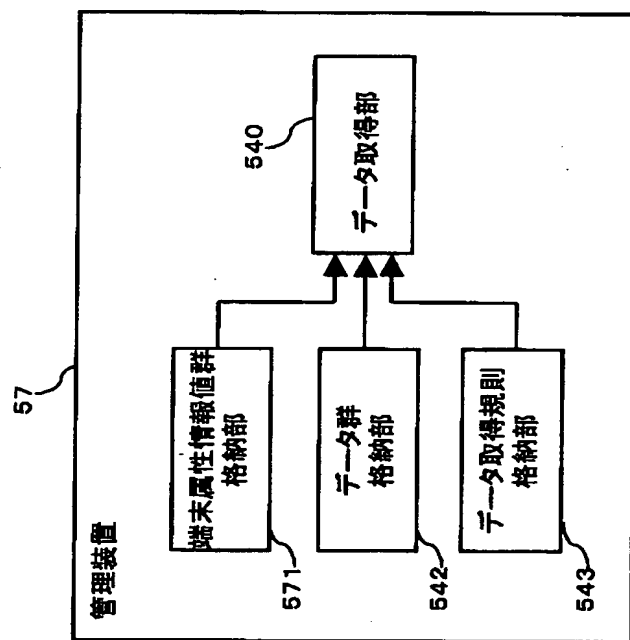 57
管理装置
端末属性情報値群
格納部
571
データ群
格納部
542
データ取得規則
格納部
543
データ取得部
540